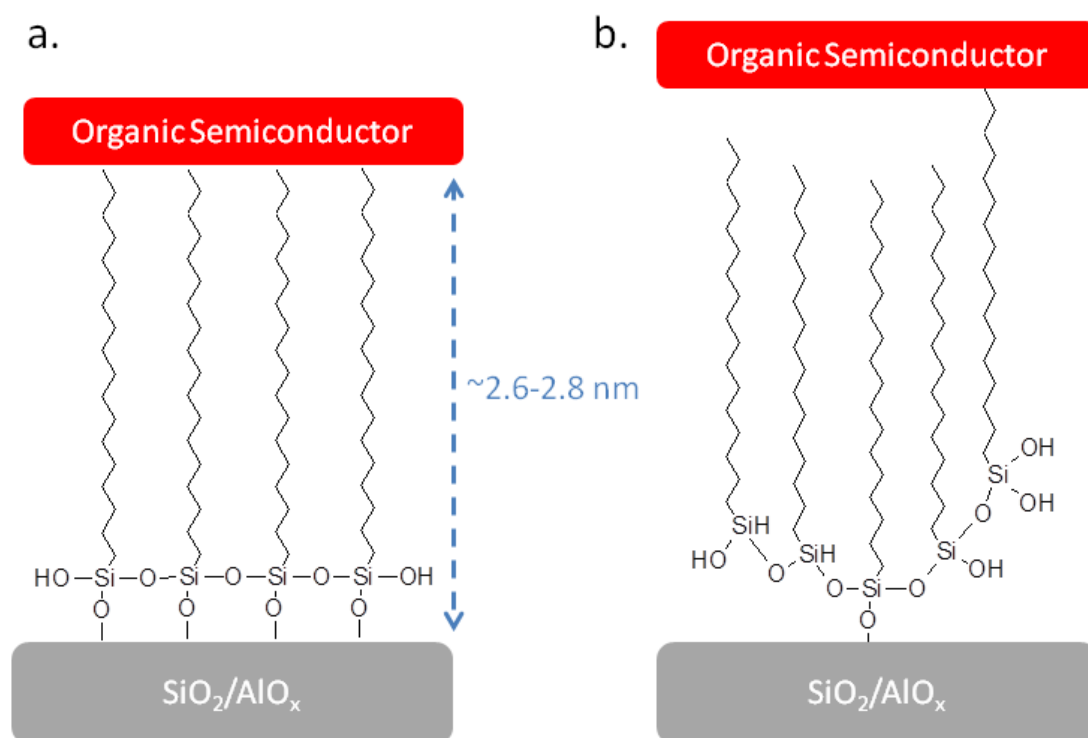 a.
b.
Organic Semiconductor
Organic Semiconductor
~2.6-2.8 nm
OH
Si
OH
O
SiH
HO
O
SiH
Si
OH
O
Si
O
O
HO-Si-O-Si-O-Si-O-Si-OH
O O O O
SiO₂/AlOₓ
SiO₂/AlOₓ